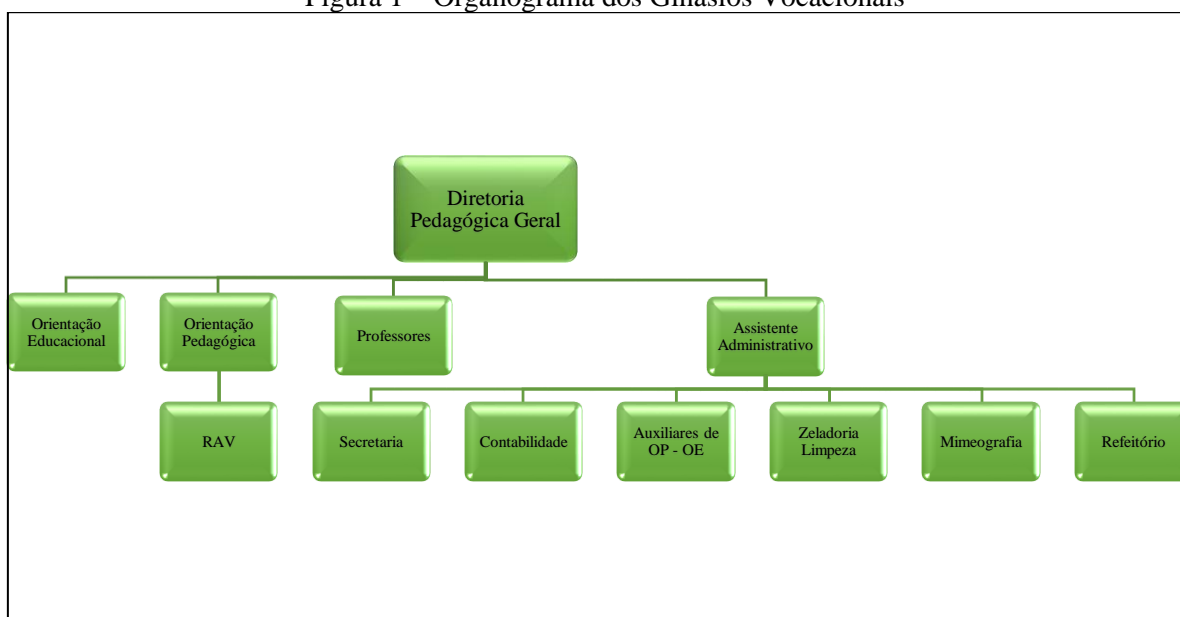 Figura 1 – Organograma dos Ginásios Vocacionais
Diretoria
Pedagógica Geral
Orientação
Educacional
Orientação
Pedagógica
Professores
Assistente
Administrativo
RAV
Secretaria
Contabilidade
Auxiliares de
OP - OE
Zeladoria
Limpeza
Mimeografia
Refeitório